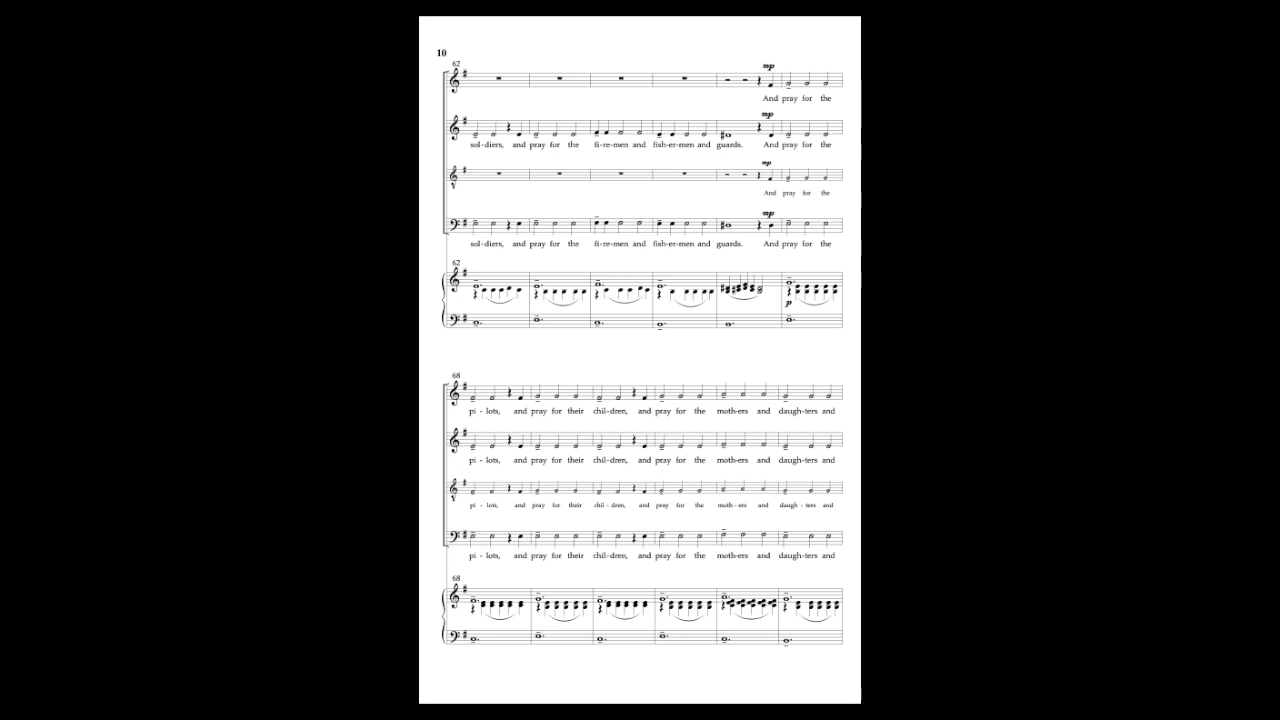 10
62
mp
And pray for the
mp
sol-diers, and pray for the fi-re-men and fish-er-men and guards. And pray for the
mp
And pray for the
mp
sol-diers, and pray for the fi-re-men and fish-er-men and guards. And pray for the
62
p
68
pi - lots, and pray for their chil-dren, and pray for the moth-ers and daugh-ters and
pi - lots, and pray for their chil-dren, and pray for the moth-ers and daugh-ters and
8
pi - lots, and pray for their chil - dren, and pray for the moth - ers and daugh - ters and
pi - lots, and pray for their chil-dren, and pray for the moth-ers and daugh-ters and
68